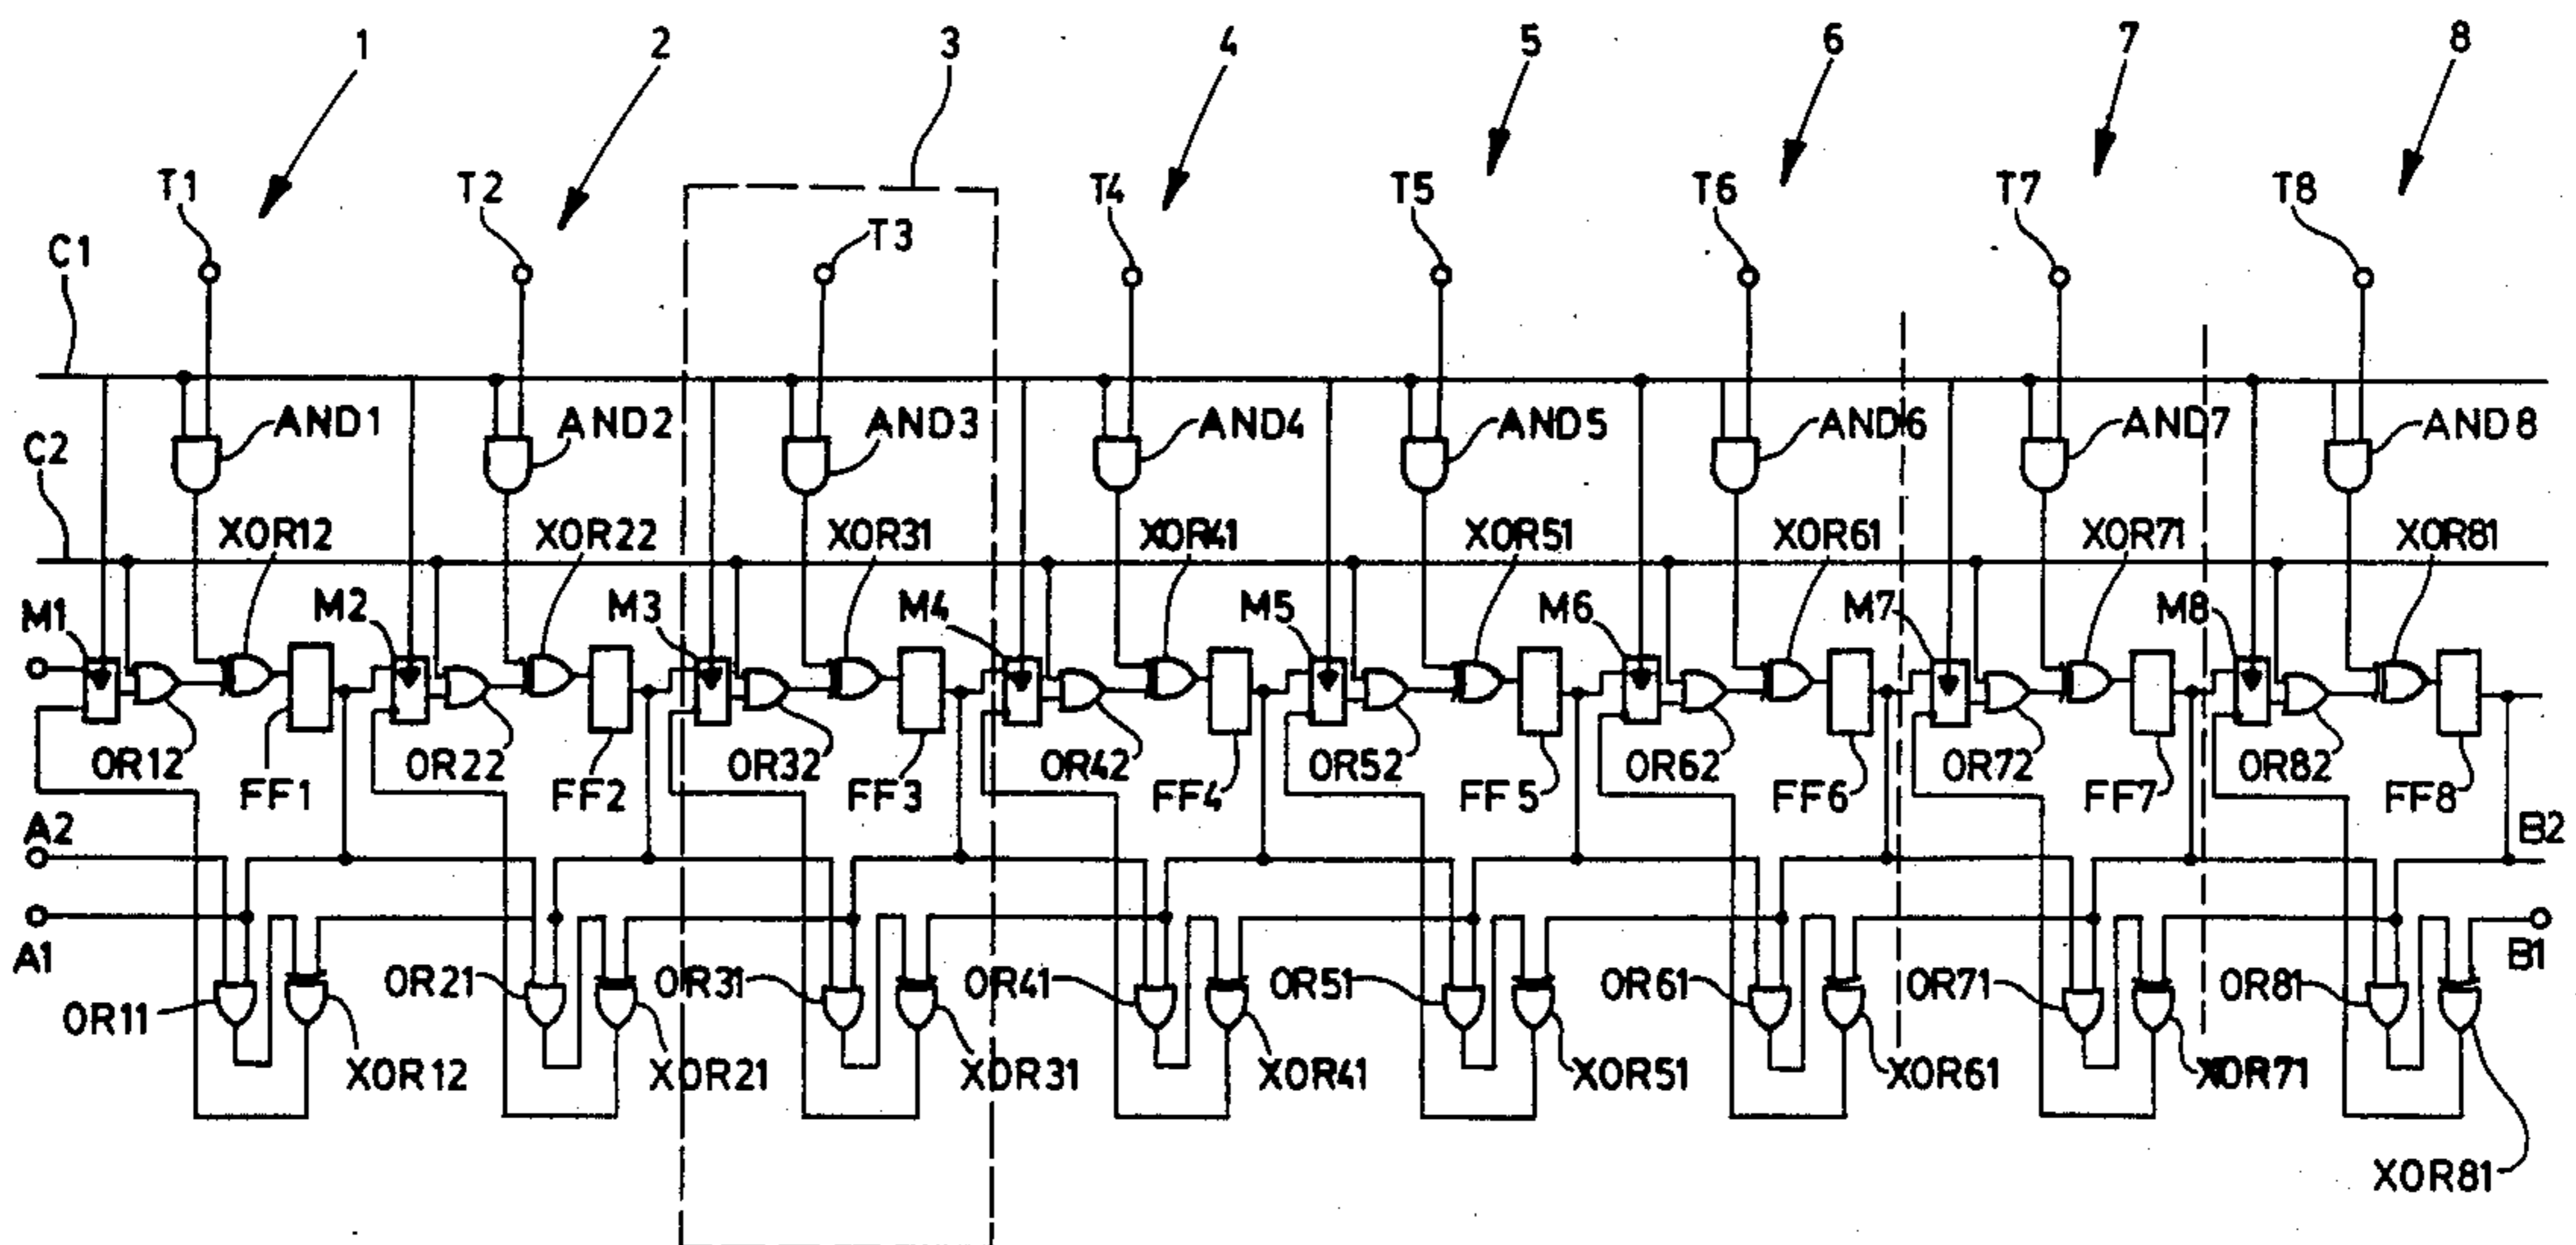 1 2 3 4 5 6 7 8
T1 T2 T3 T4 T5 T6 T7 T8
C1
AND1 AND2 AND3 AND4 AND5 AND6 AND7 AND8
C2
XOR12 XOR22 XOR31 XOR41 XOR51 XOR61 XOR71 XOR81
M1 M2 M3 M4 M5 M6 M7 M8
OR12 OR22 OR32 OR42 OR52 OR62 OR72 OR82
FF1 FF2 FF3 FF4 FF5 FF6 FF7 FF8
A2 B2
A1 B1
OR11 OR21 OR31 OR41 OR51 OR61 OR71 OR81
XOR12 XOR21 XOR31 XOR41 XOR51 XOR61 XOR71
XOR81